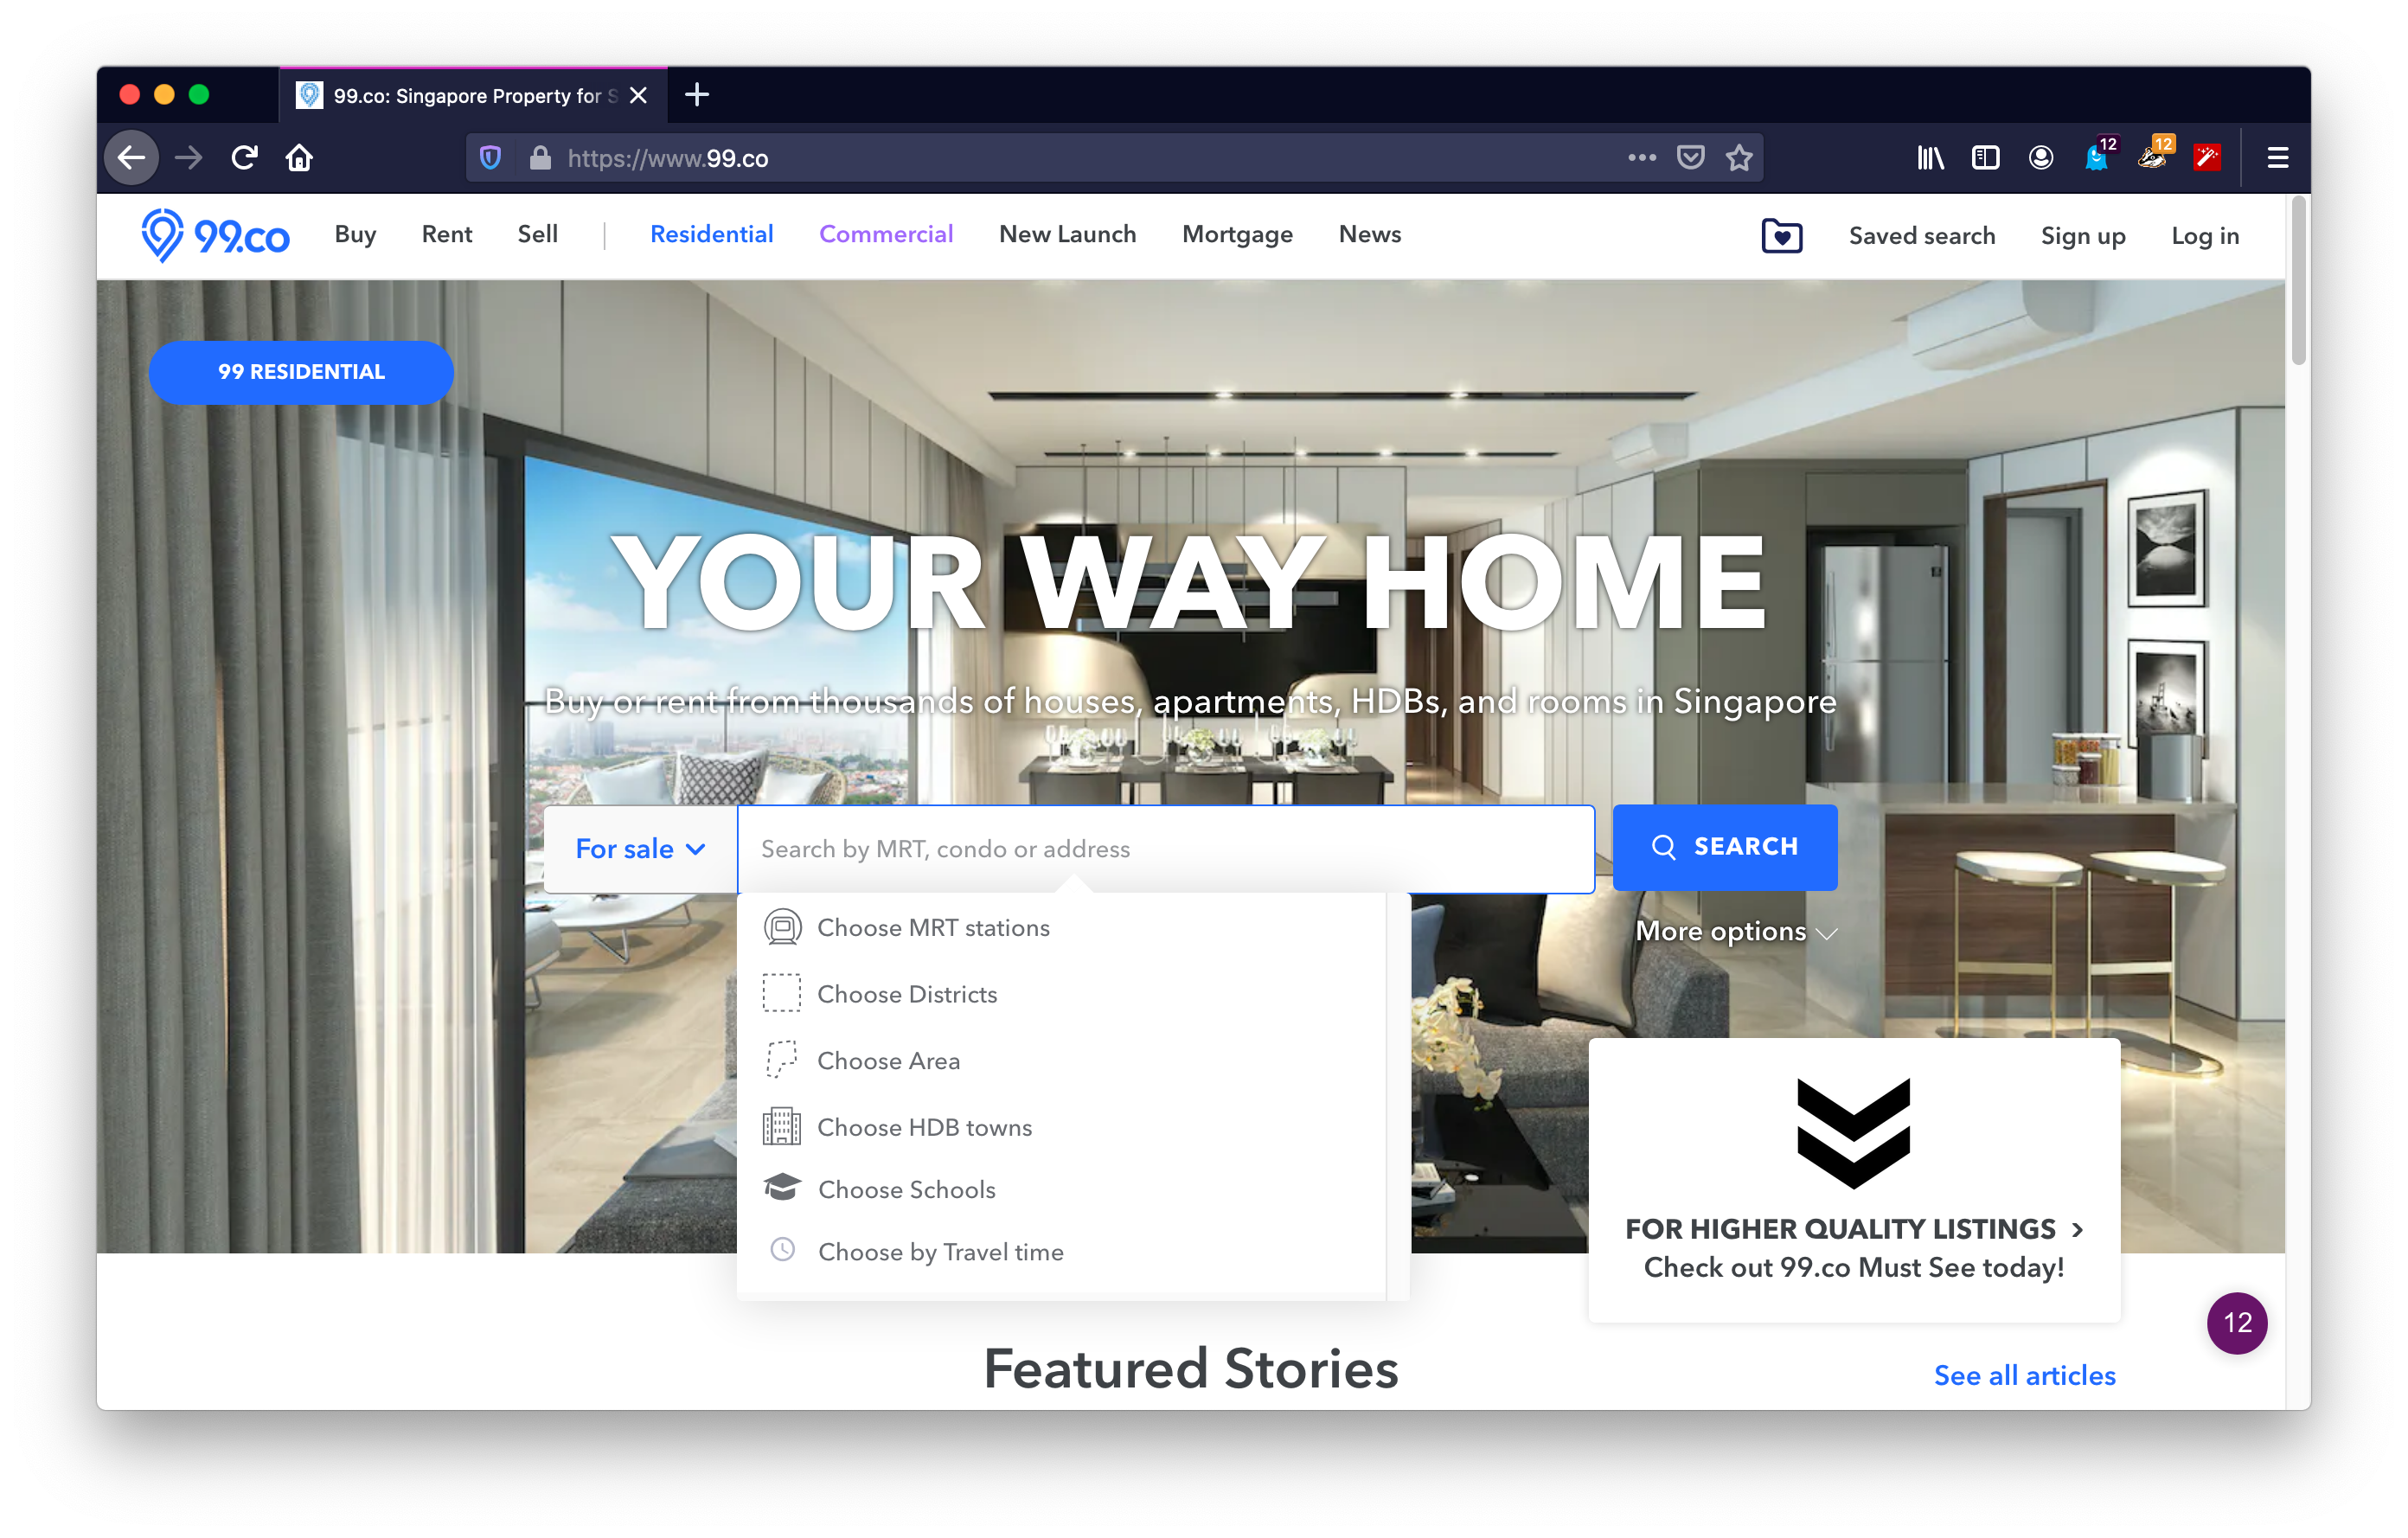 99.co: Singapore Property for S
12
12
https://www.99.co
99.co
Buy
Rent
Sell
Residential
Commercial
New Launch
Mortgage
News
Saved search
Sign up
Log in
99 RESIDENTIAL
YOUR WAY HOME
Buy or rent from thousands of houses, apartments, HDBs, and rooms in Singapore
For sale
Search by MRT, condo or address
SEARCH
More options
Choose MRT stations
Choose Districts
Choose Area
Choose HDB towns
Choose Schools
Choose by Travel time
FOR HIGHER QUALITY LISTINGS >
Check out 99.co Must See today!
12
Featured Stories
See all articles